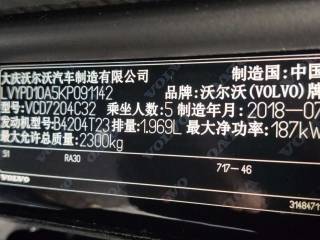 大庆沃尔沃汽车制造有限公司 制造国：中国
LVYPD10A5KP091142 品牌：沃尔沃(VOLVO)牌
型号：VCD7204C32 乘坐人数：5 制造年月：2018-07
发动机型号：B4204T23 排量：1.969L 最大净功率：187kW
最大允许总质量：2300kg
S1 RA30 717-46
VOLVO VOLVO 3148471